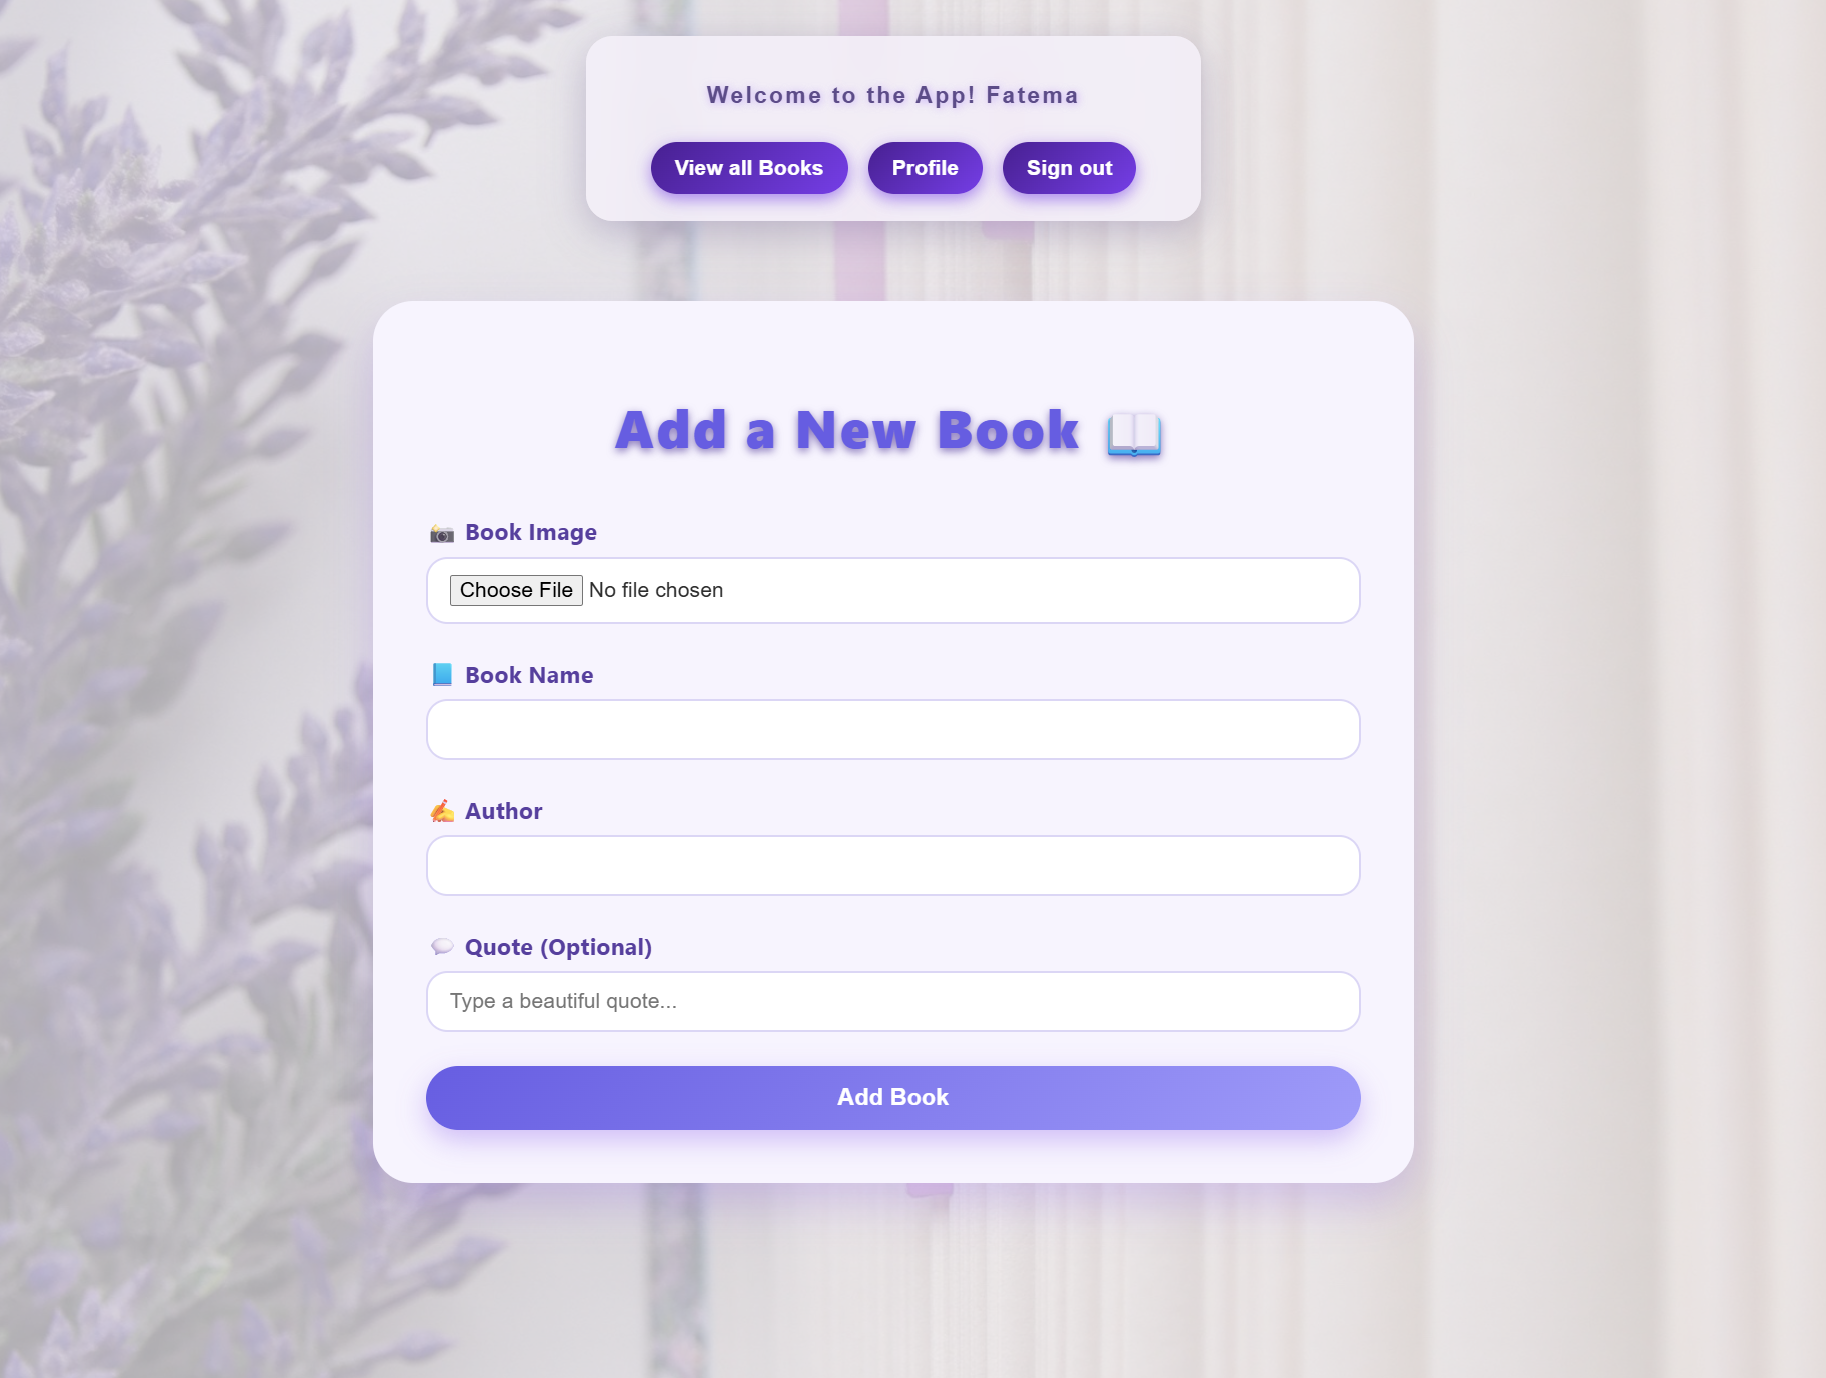 Welcome to the App! Fatema
View all Books
Profile
Sign out
Add a New Book 📖
📸 Book Image
Choose File No file chosen
📘 Book Name
✍️ Author
💬 Quote (Optional)
Type a beautiful quote...
Add Book